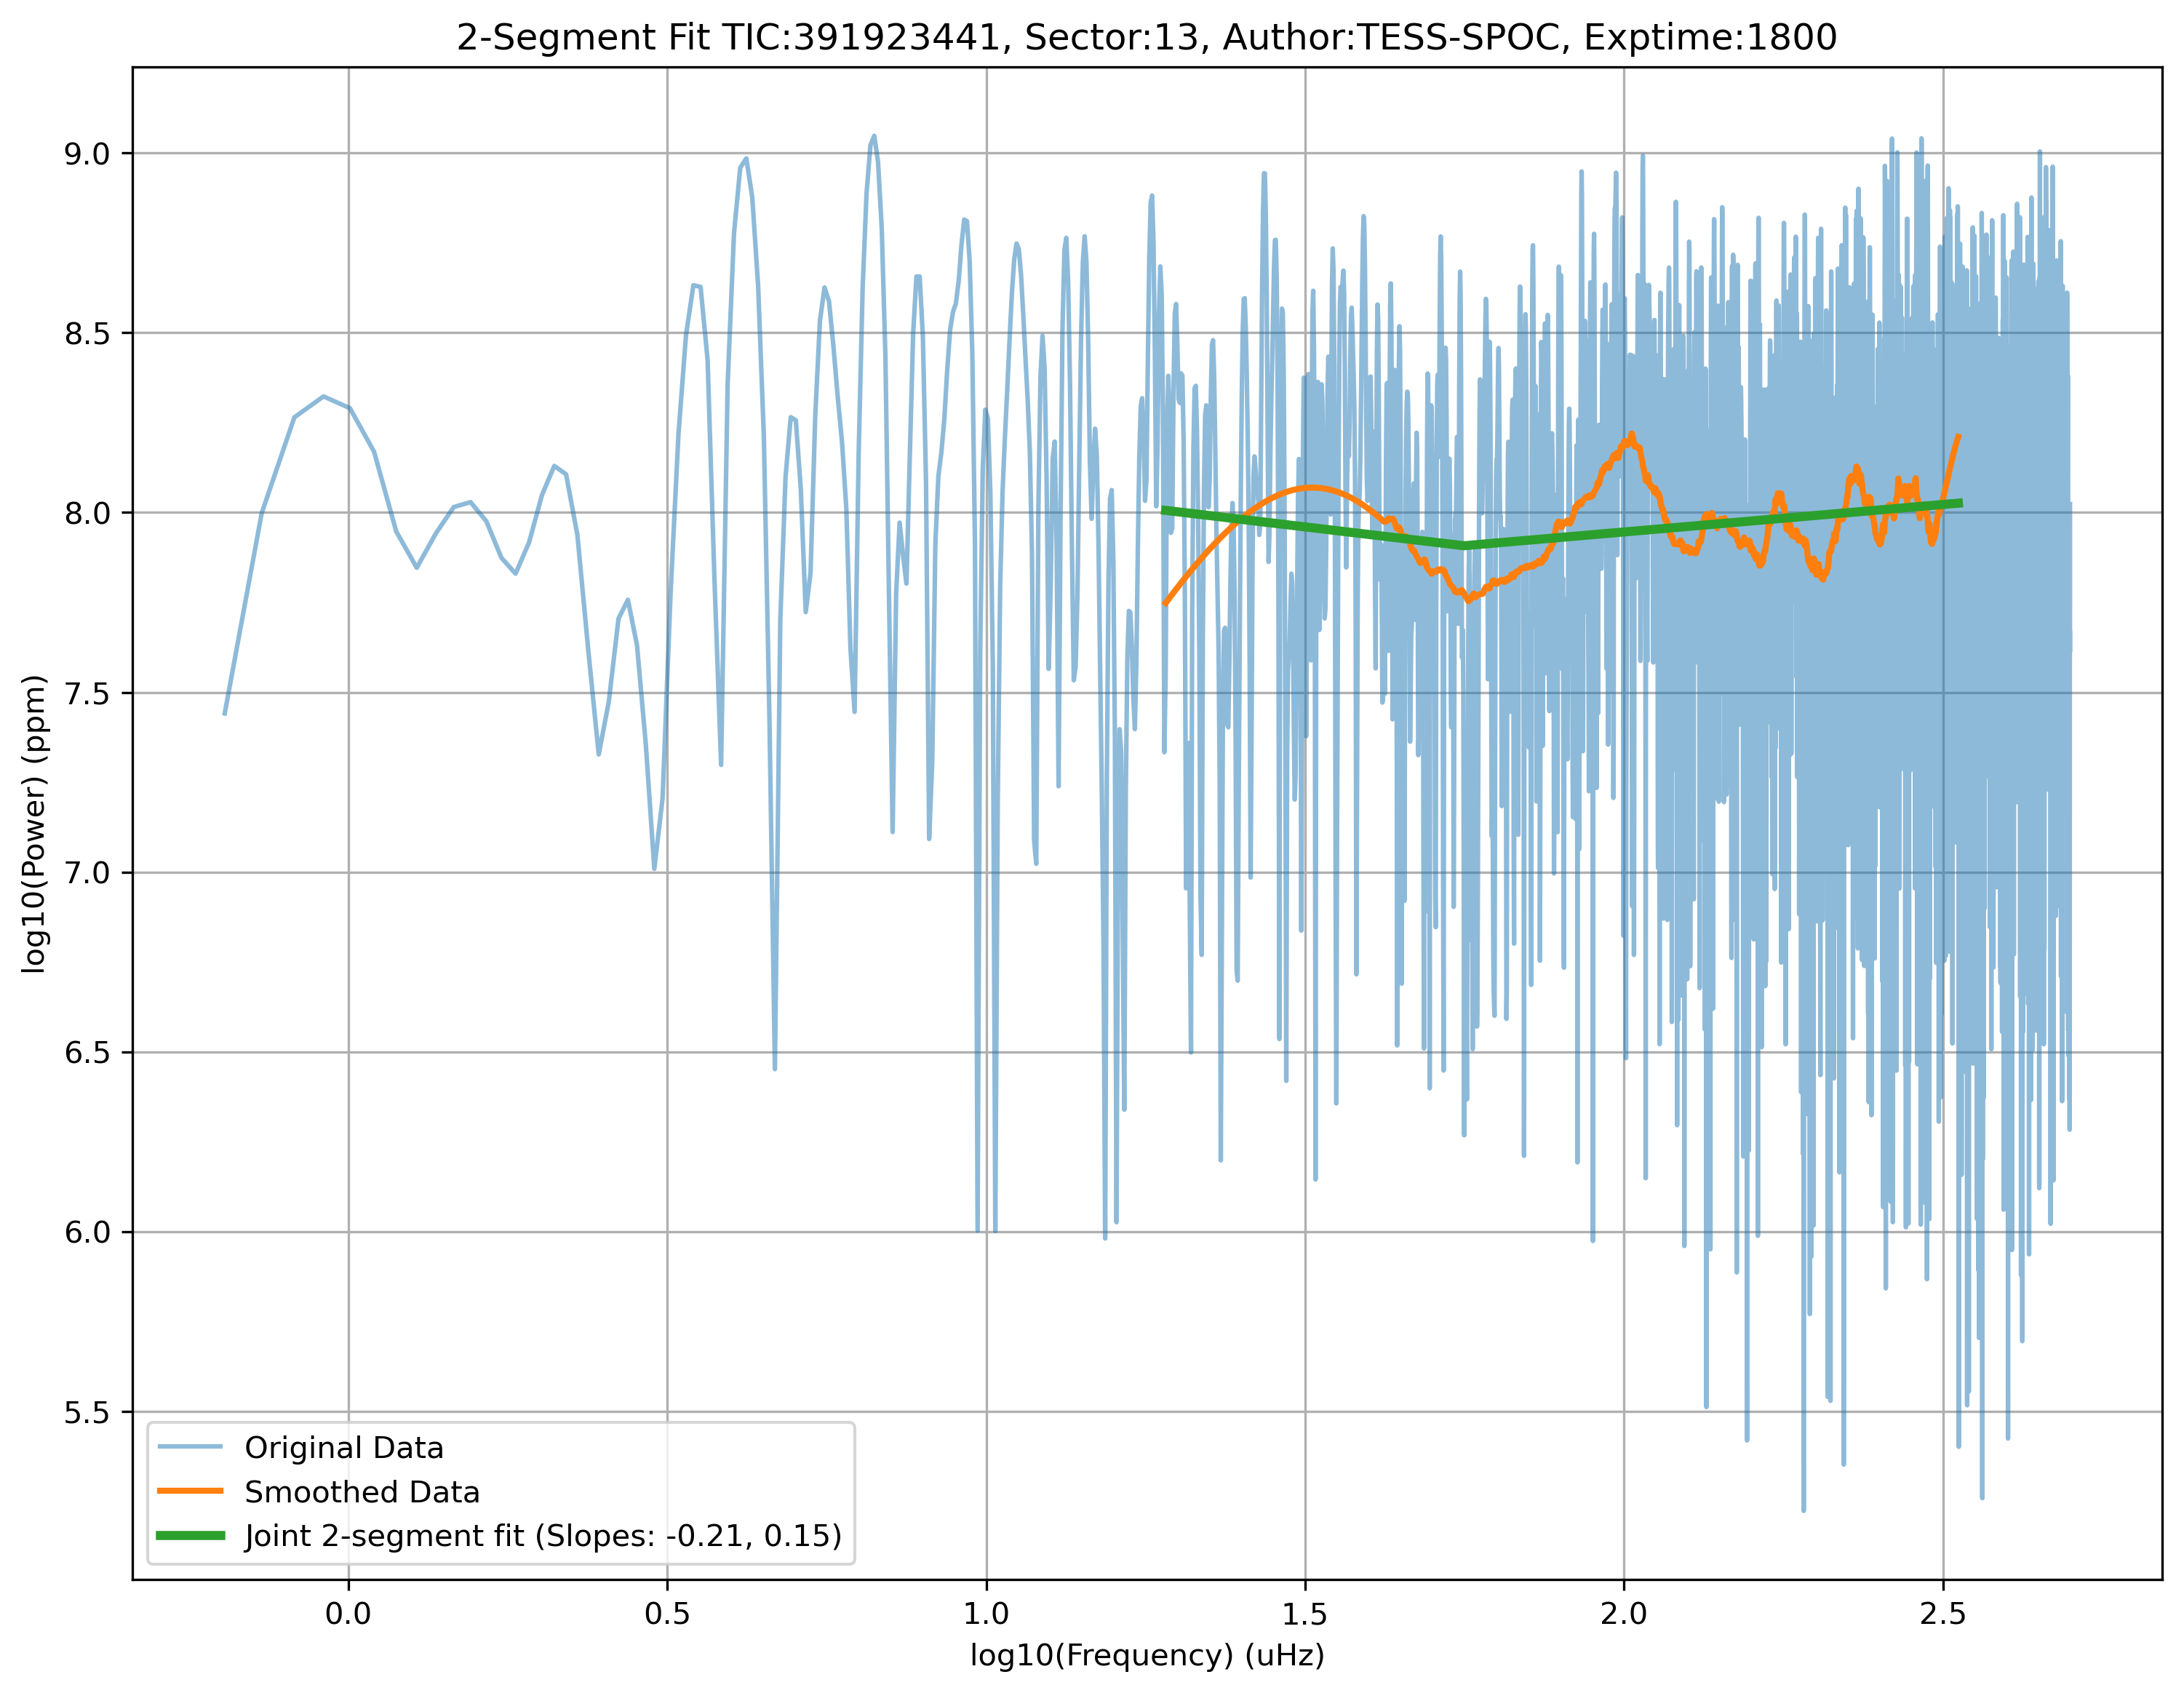 2-Segment Fit TIC:391923441, Sector:13, Author:TESS-SPOC, Exptime:1800
log10(Power) (ppm)
9.0
8.5
8.0
7.5
7.0
6.5
6.0
5.5
Original Data
Smoothed Data
Joint 2-segment fit (Slopes: -0.21, 0.15)
0.0 0.5 1.0 1.5 2.0 2.5
log10(Frequency) (uHz)